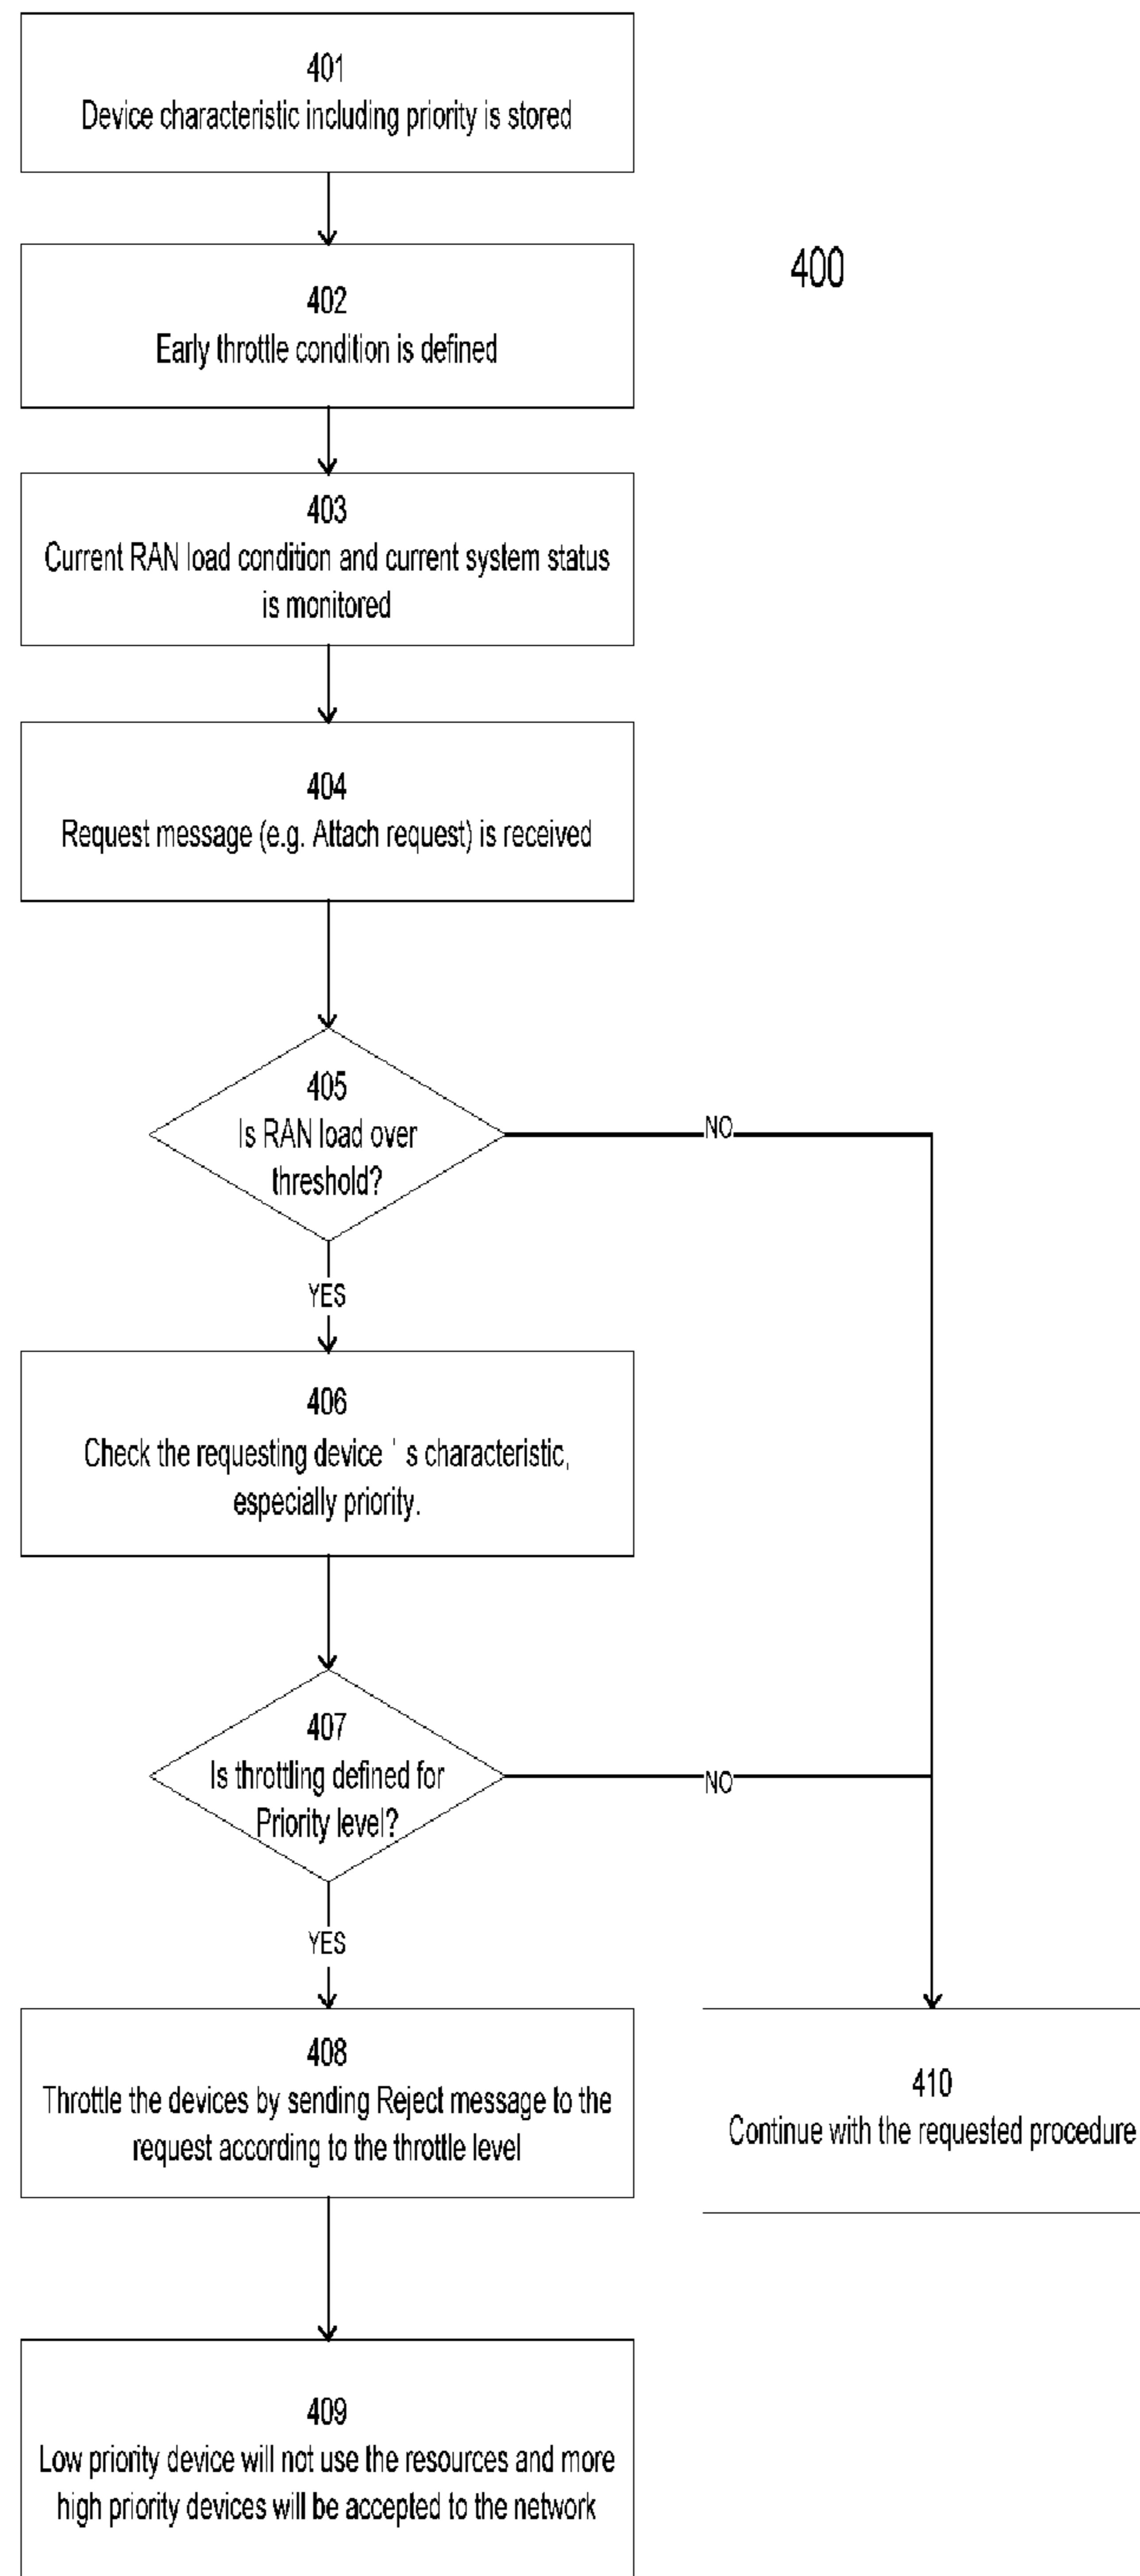 401
Device characteristic including priority is stored
400
402
Early throttle condition is defined
403
Current RAN load condition and current system status
is monitored
404
Request message (e.g. Attach request) is received
405
Is RAN load over
threshold?
NO
YES
406
Check the requesting device ' s characteristic,
especially priority.
407
Is throttling defined for
Priority level?
NO
YES
408
Throttle the devices by sending Reject message to the
request according to the throttle level
410
Continue with the requested procedure
409
Low priority device will not use the resources and more
high priority devices will be accepted to the network